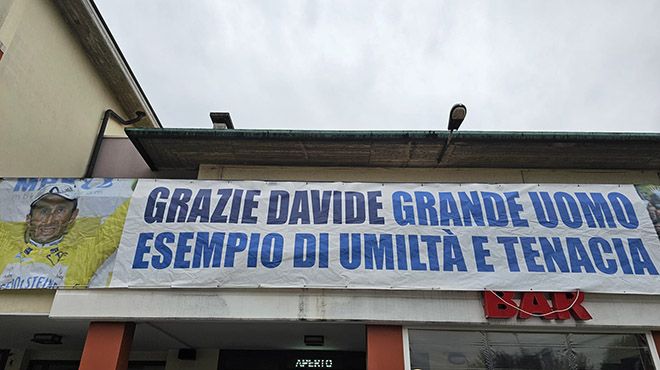 GRAZIE DAVIDE GRANDE UOMO
ESEMPIO DI UMILTÀ E TENACIA
BAR
APERTO